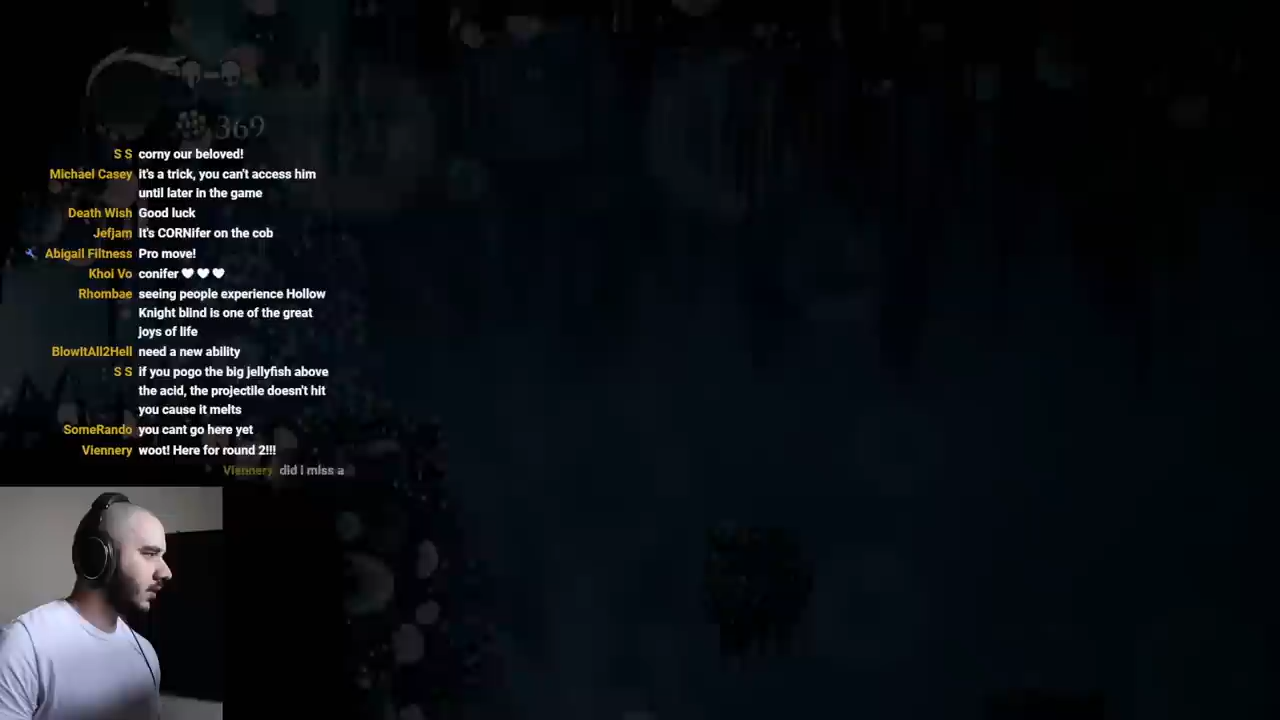 369
S S corny our beloved!
Michael Casey it's a trick, you can't access him
until later in the game
Death Wish Good luck
Jefjam It's CORNifer on the cob
Abigail Filtness Pro move!
Khoi Vo conifer 🤍🤍🤍
Rhombae seeing people experience Hollow
Knight blind is one of the great
joys of life
BlowItAll2Hell need a new ability
S S if you pogo the big jellyfish above
the acid, the projectile doesn't hit
you cause it melts
SomeRando you cant go here yet
Viennery woot! Here for round 2!!!
Viennery did i miss a